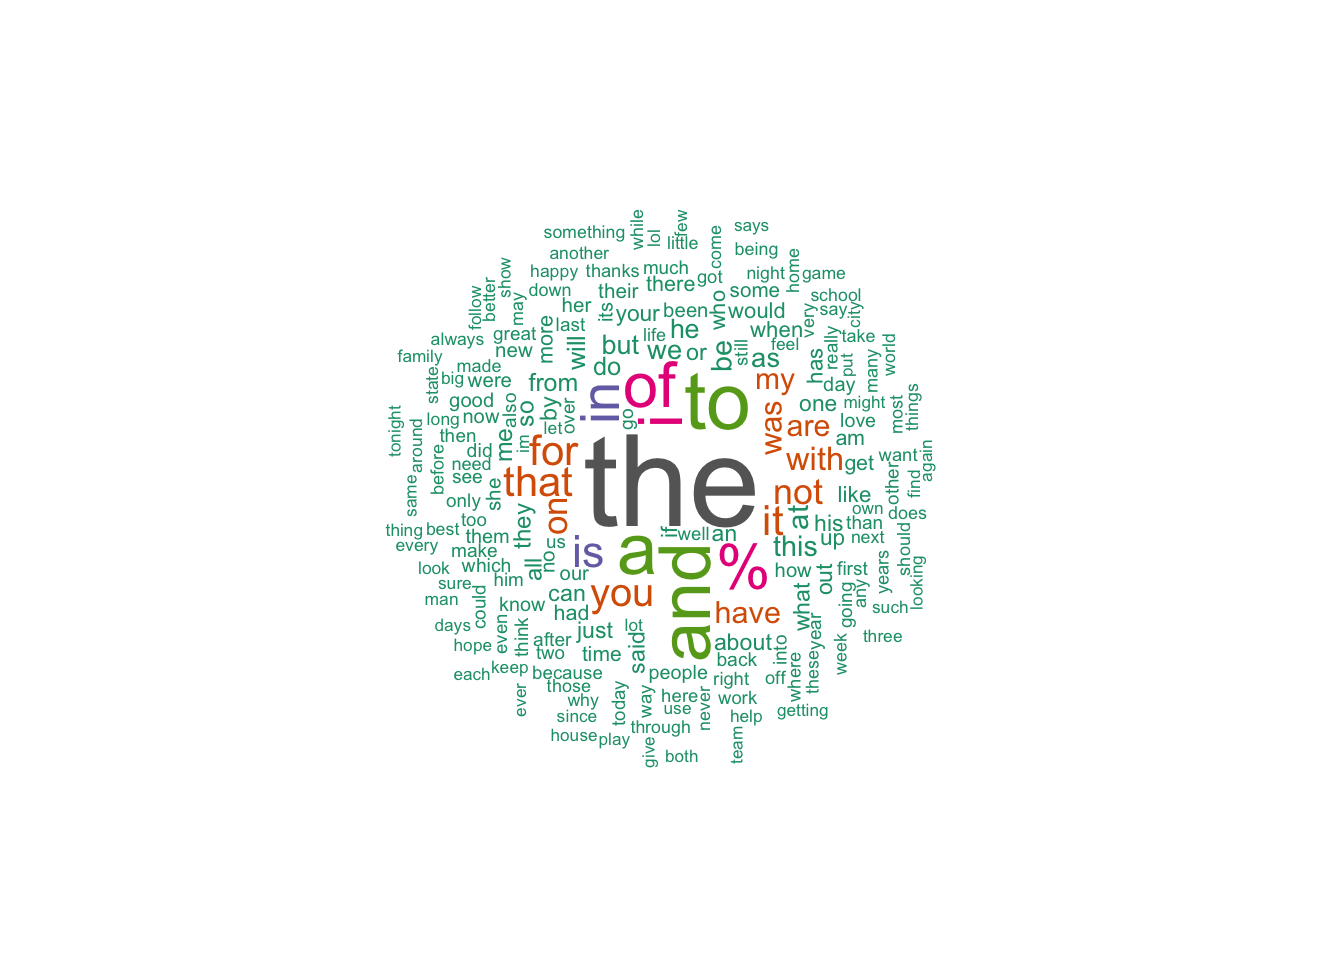 something while lol few says
another little come being
happy thanks much got night home game
follow better show down may their there some school
her its your been who would very say city
always great last life he when really take
family new more will but we or be still feel as has put many world
state big made were from do in of to my day might most things
good one love
tonight long now also so by over go i was are am
then let
around did me im for the with get want again
before need that not like other find
same see she it own
only on at his than does
thing best too them they us is a if well an this up next should
every make and % how first years looking
look which all no our you have what out any such
sure him can going
man could know had
days even think after just lot said about into year week three
hope two time back where these
each keep because people right off
ever those way here work getting
why today use never help
since through
house play give both team